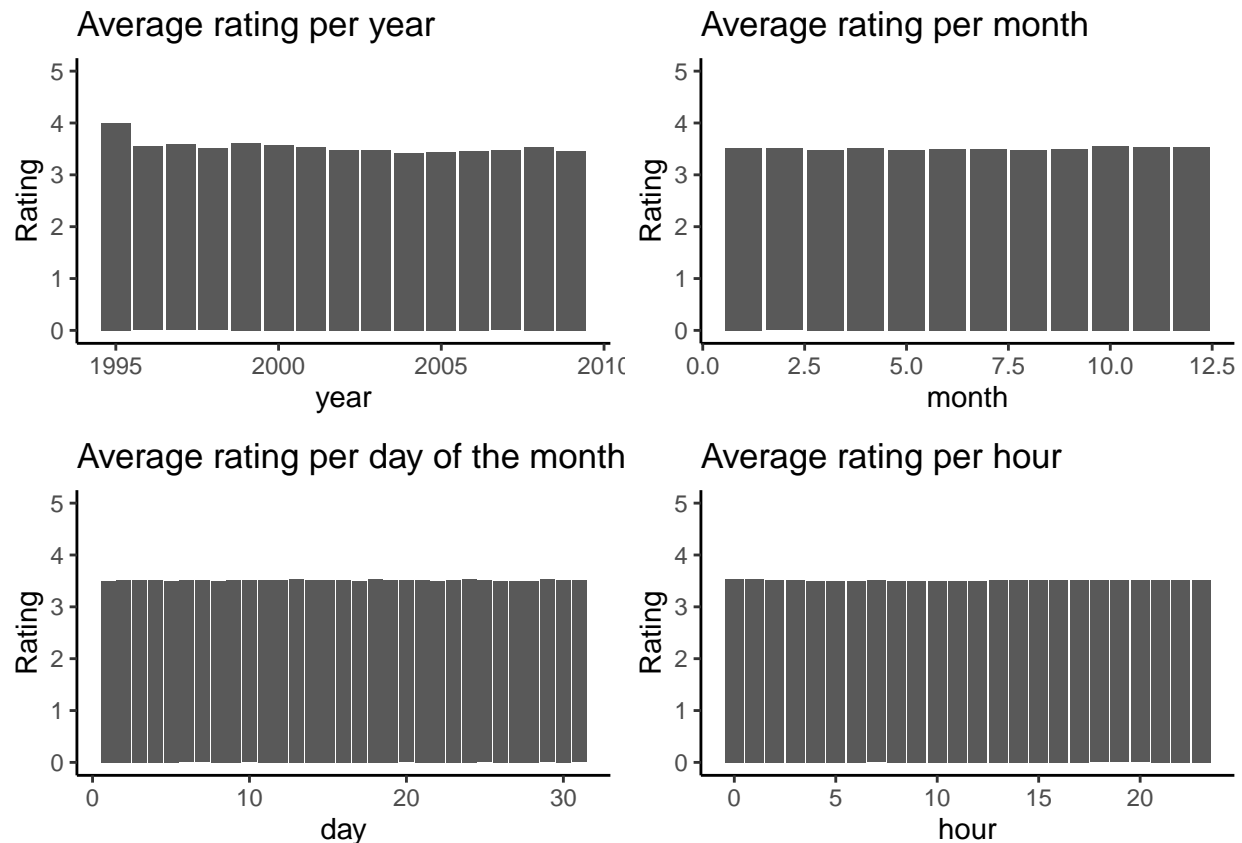 Average rating per year
5
4
3
2
1
0
Rating
1995 2000 2005 2010
year
Average rating per month
5
4
3
2
1
0
Rating
0.0 2.5 5.0 7.5 10.0 12.5
month
Average rating per day of the month
5
4
3
2
1
0
Rating
0 10 20 30
day
Average rating per hour
5
4
3
2
1
0
Rating
0 5 10 15 20
hour